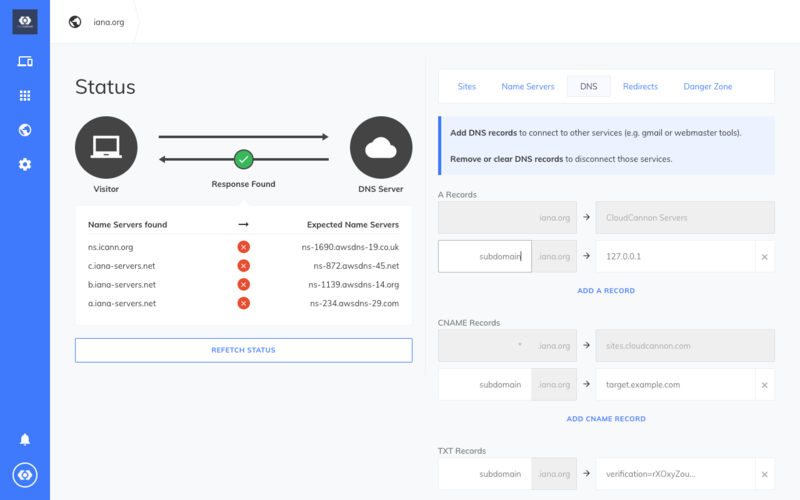 iana.org
Status
Visitor
Response Found
DNS Server
Name Servers found → Expected Name Servers
ns.icann.org ns-1690.awsdns-19.co.uk
c.iana-servers.net ns-872.awsdns-45.net
b.iana-servers.net ns-1139.awsdns-14.org
a.iana-servers.net ns-234.awsdns-29.com
REFETCH STATUS
Sites Name Servers DNS Redirects Danger Zone
Add DNS records to connect to other services (e.g. gmail or webmaster tools).
Remove or clear DNS records to disconnect those services.
A Records
iana.org → CloudCannon Servers
subdomain .iana.org → 127.0.0.1 ×
ADD A RECORD
CNAME Records
* .iana.org → sites.cloudcannon.com
subdomain .iana.org → target.example.com ×
ADD CNAME RECORD
TXT Records
subdomain .iana.org → verification=rXOxyZou... ×